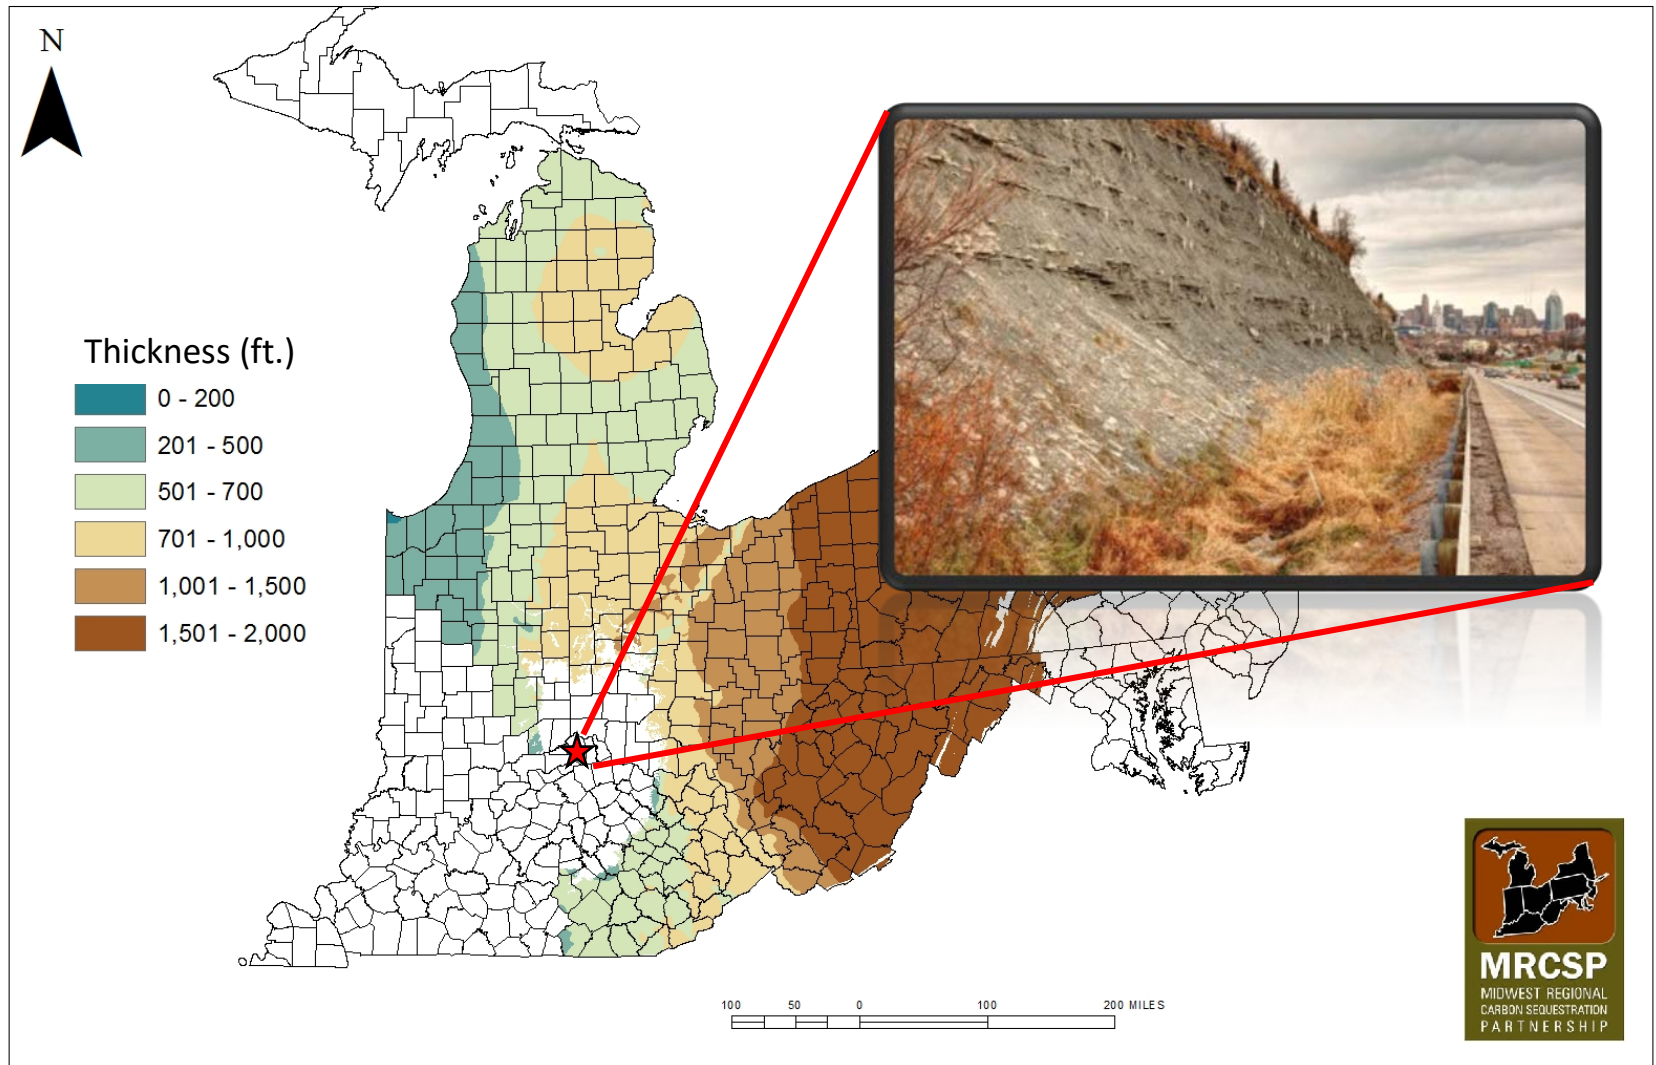 N
Thickness (ft.)
0 - 200
201 - 500
501 - 700
701 - 1,000
1,001 - 1,500
1,501 - 2,000
100 50 0 100 200 MILES
MRCSP
MIDWEST REGIONAL
CARBON SEQUESTRATION
PARTNERSHIP